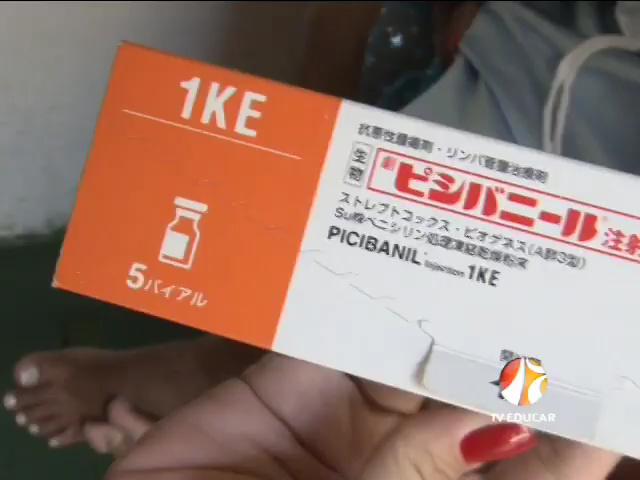 1KE
5バイアル
抗悪性腫瘍剤・リンパ管腫治療剤
生物
劇 ピシバニール® 注射
ストレプトコックス・ピオゲネス(A群3型)
Su株ペニシリン処理凍結乾燥粉末
PICIBANIL® Injection 1KE
TV EDUCAR